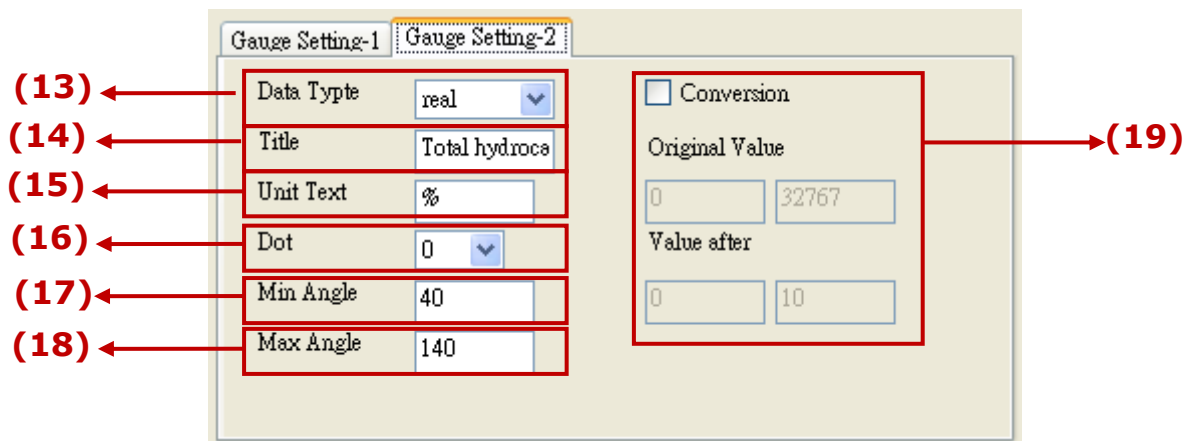 Gauge Setting-1 Gauge Setting-2
(13) Data Typte real
(14) Title Total hydroca
(15) Unit Text %
(16) Dot 0
(17) Min Angle 40
(18) Max Angle 140
Conversion
(19)
Original Value
0 32767
Value after
0 10